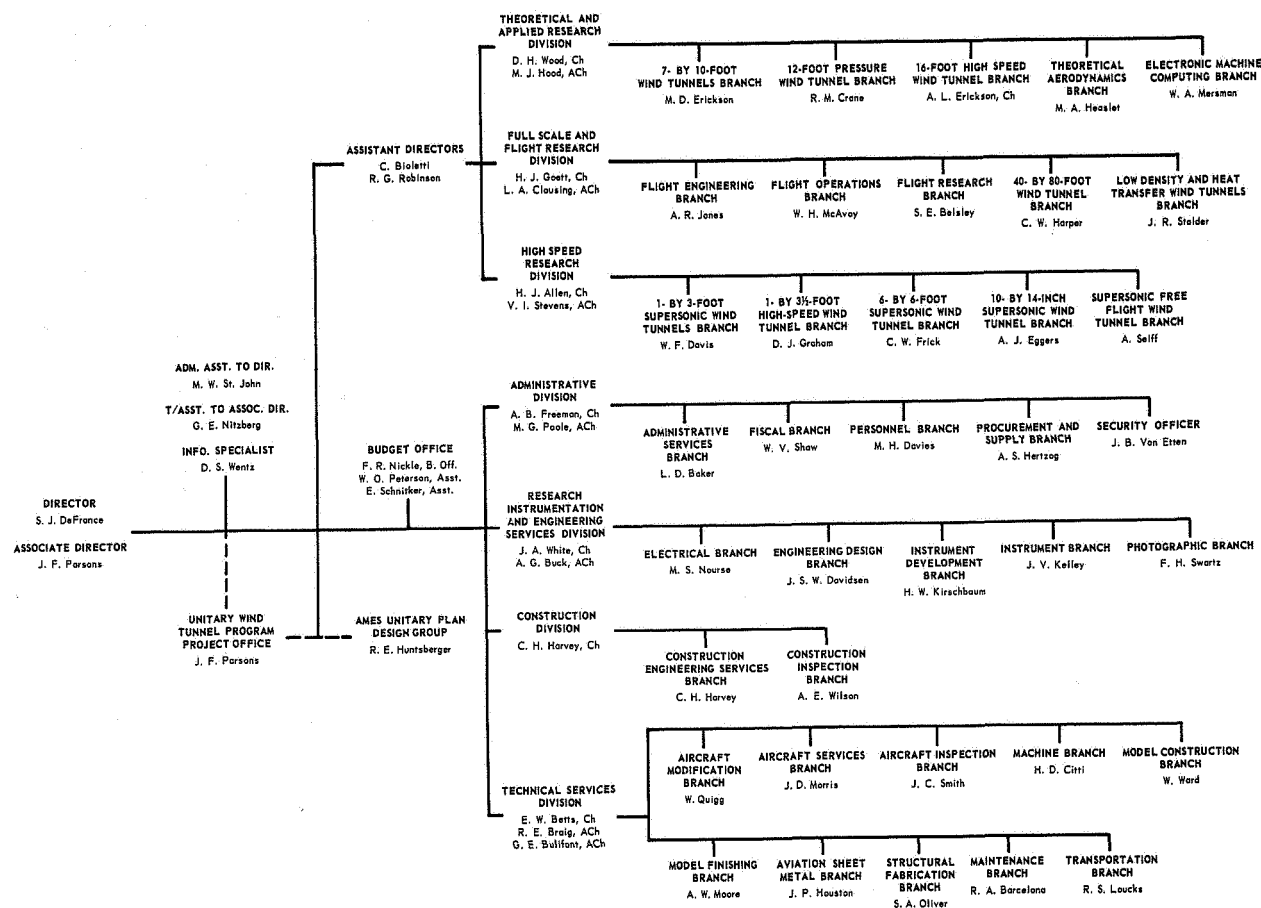 DIRECTOR
S. J. DeFrance
ASSOCIATE DIRECTOR
J. F. Parsons
ADM. ASST. TO DIR.
M. W. St. John
T/ASST. TO ASSOC. DIR.
G. E. Nitzberg
INFO. SPECIALIST
D. S. Wentz
UNITARY WIND
TUNNEL PROGRAM
PROJECT OFFICE
J. F. Parsons
AMES UNITARY PLAN
DESIGN GROUP
R. E. Huntsberger
BUDGET OFFICE
F. R. Nickle, B. Off.
W. O. Peterson, Asst.
E. Schnitker, Asst.
ASSISTANT DIRECTORS
C. Bioletti
R. G. Robinson
THEORETICAL AND
APPLIED RESEARCH
DIVISION
D. H. Wood, Ch
M. J. Hood, ACh
7- BY 10-FOOT
WIND TUNNELS BRANCH
M. D. Erickson
12-FOOT PRESSURE
WIND TUNNEL BRANCH
R. M. Crane
16-FOOT HIGH SPEED
WIND TUNNEL BRANCH
A. L. Erickson, Ch
THEORETICAL
AERODYNAMICS
BRANCH
M. A. Heaslet
ELECTRONIC MACHINE
COMPUTING BRANCH
W. A. Mersman
FULL SCALE AND
FLIGHT RESEARCH
DIVISION
H. J. Goett, Ch
L. A. Clousing, ACh
FLIGHT ENGINEERING
BRANCH
A. R. Jones
FLIGHT OPERATIONS
BRANCH
W. H. McAvoy
FLIGHT RESEARCH
BRANCH
S. E. Belsley
40- BY 80-FOOT
WIND TUNNEL
BRANCH
C. W. Harper
LOW DENSITY AND HEAT
TRANSFER WIND TUNNELS
BRANCH
J. R. Stalder
HIGH SPEED
RESEARCH
DIVISION
H. J. Allen, Ch
V. I. Stevens, ACh
1- BY 3-FOOT
SUPERSONIC WIND
TUNNELS BRANCH
W. F. Davis
1- BY 3½-FOOT
HIGH-SPEED WIND
TUNNEL BRANCH
D. J. Graham
6- BY 6-FOOT
SUPERSONIC WIND
TUNNEL BRANCH
C. W. Frick
10- BY 14-INCH
SUPERSONIC WIND
TUNNEL BRANCH
A. J. Eggers
SUPERSONIC FREE
FLIGHT WIND
TUNNEL BRANCH
A. Seiff
ADMINISTRATIVE
DIVISION
A. B. Freeman, Ch
M. G. Poole, ACh
ADMINISTRATIVE
SERVICES
BRANCH
L. D. Baker
FISCAL BRANCH
W. V. Shaw
PERSONNEL BRANCH
M. H. Davies
PROCUREMENT AND
SUPPLY BRANCH
A. S. Hertzog
SECURITY OFFICER
J. B. Von Etten
RESEARCH
INSTRUMENTATION
AND ENGINEERING
SERVICES DIVISION
J. A. White, Ch
A. G. Buck, ACh
ELECTRICAL BRANCH
M. S. Nourse
ENGINEERING DESIGN
BRANCH
J. S. W. Davidsen
INSTRUMENT
DEVELOPMENT
BRANCH
H. W. Kirschbaum
INSTRUMENT BRANCH
J. V. Kelley
PHOTOGRAPHIC BRANCH
F. H. Swartz
CONSTRUCTION
DIVISION
C. H. Harvey, Ch
CONSTRUCTION
ENGINEERING SERVICES
BRANCH
C. H. Harvey
CONSTRUCTION
INSPECTION
BRANCH
A. E. Wilson
TECHNICAL SERVICES
DIVISION
E. W. Betts, Ch
R. E. Braig, ACh
G. E. Bulifant, ACh
AIRCRAFT
MODIFICATION
BRANCH
W. Quigg
AIRCRAFT SERVICES
BRANCH
J. D. Morris
AIRCRAFT INSPECTION
BRANCH
J. C. Smith
MACHINE BRANCH
H. D. Citti
MODEL CONSTRUCTION
BRANCH
W. Ward
MODEL FINISHING
BRANCH
A. W. Moore
AVIATION SHEET
METAL BRANCH
J. P. Houston
STRUCTURAL
FABRICATION
BRANCH
S. A. Oliver
MAINTENANCE
BRANCH
R. A. Barcelona
TRANSPORTATION
BRANCH
R. S. Loucks